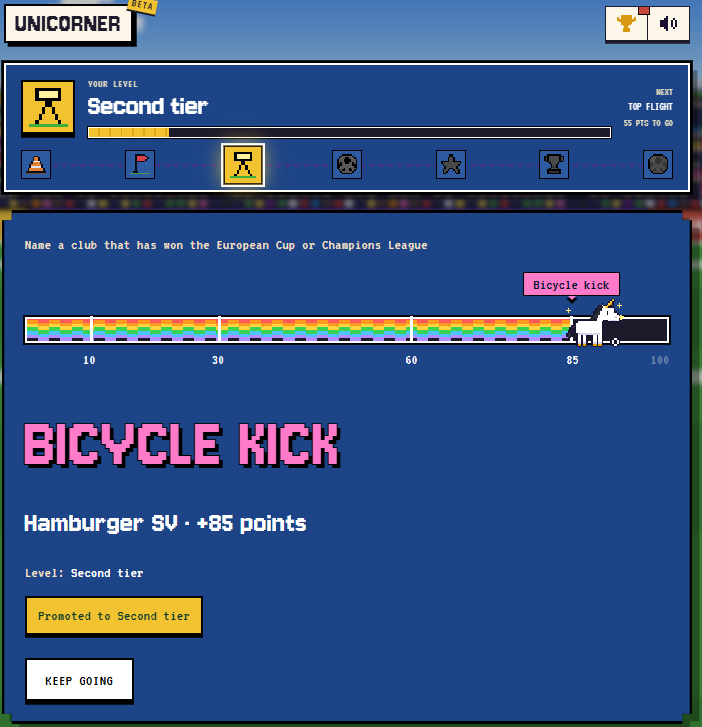 UNICORNER
BETA
YOUR LEVEL
Second tier
NEXT
TOP FLIGHT
55 PTS TO GO
Name a club that has won the European Cup or Champions League
Bicycle kick
10 30 60 85 100
BICYCLE KICK
Hamburger SV · +85 points
Level: Second tier
Promoted to Second tier
KEEP GOING